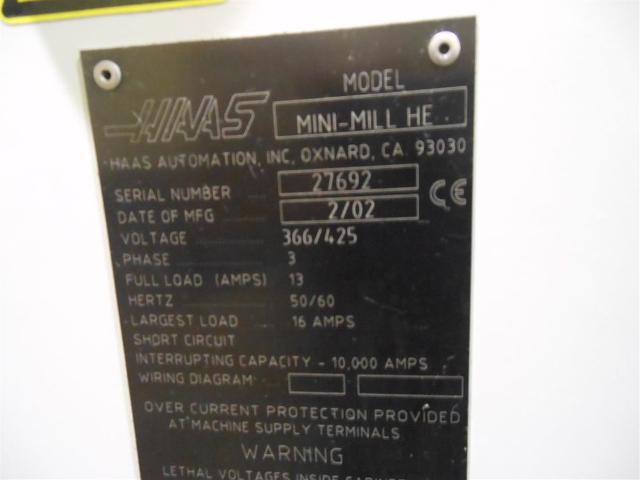 HAAS
MODEL
MINI-MILL HE
HAAS AUTOMATION, INC. OXNARD, CA. 93030
SERIAL NUMBER 27692
DATE OF MFG 2/02
CE
VOLTAGE 366/425
PHASE 3
FULL LOAD (AMPS) 13
HERTZ 50/60
LARGEST LOAD 16 AMPS
SHORT CIRCUIT
INTERRUPTING CAPACITY - 10,000 AMPS
WIRING DIAGRAM
OVER CURRENT PROTECTION PROVIDED
AT MACHINE SUPPLY TERMINALS
WARNING
LETHAL VOLTAGES INSIDE